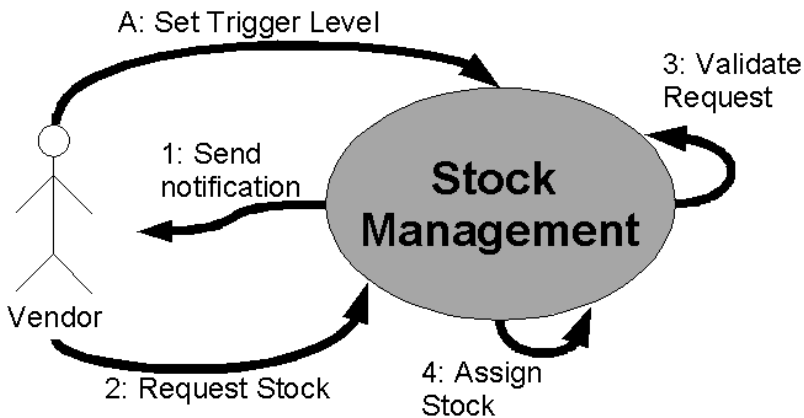 A: Set Trigger Level
3: Validate
Request
1: Send
notification
Stock
Management
Vendor
2: Request Stock
4: Assign
Stock